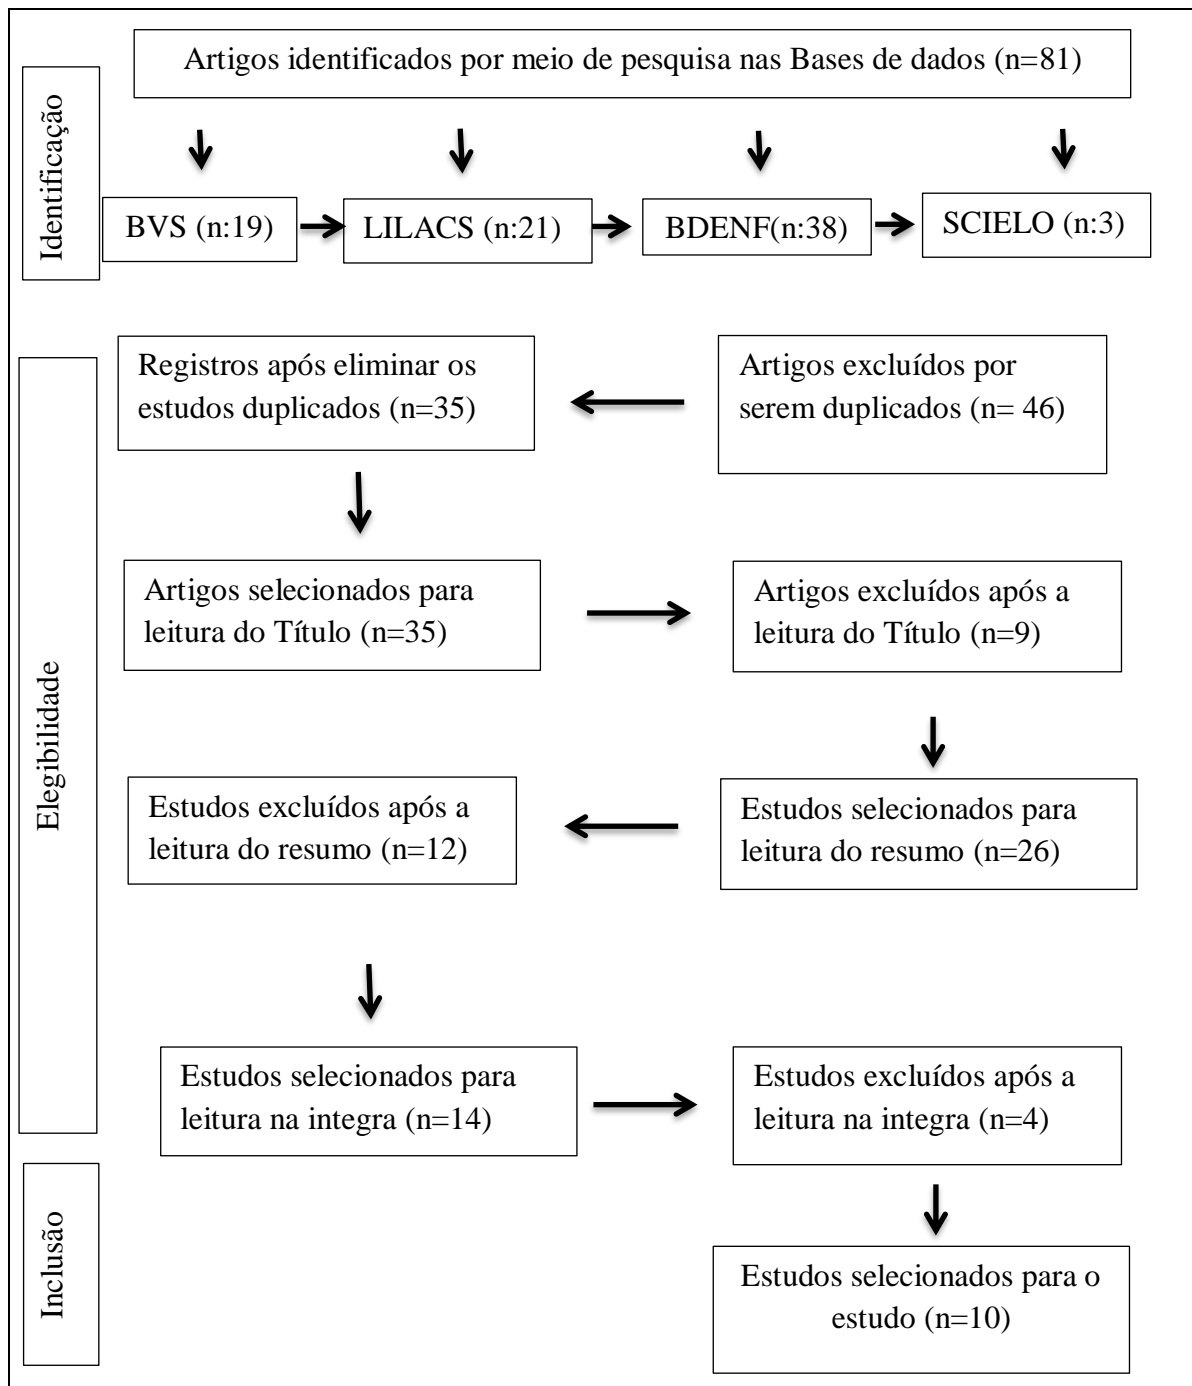 Artigos identificados por meio de pesquisa nas Bases de dados (n=81)
Identificação
BVS (n:19)
LILACS (n:21)
BDENF(n:38)
SCIELO (n:3)
Registros após eliminar os
estudos duplicados (n=35)
Artigos excluídos por
serem duplicados (n= 46)
Elegibilidade
Artigos selecionados para
leitura do Título (n=35)
Artigos excluídos após a
leitura do Título (n=9)
Estudos excluídos após a
leitura do resumo (n=12)
Estudos selecionados para
leitura do resumo (n=26)
Estudos selecionados para
leitura na integra (n=14)
Estudos excluídos após a
leitura na integra (n=4)
Inclusão
Estudos selecionados para o
estudo (n=10)